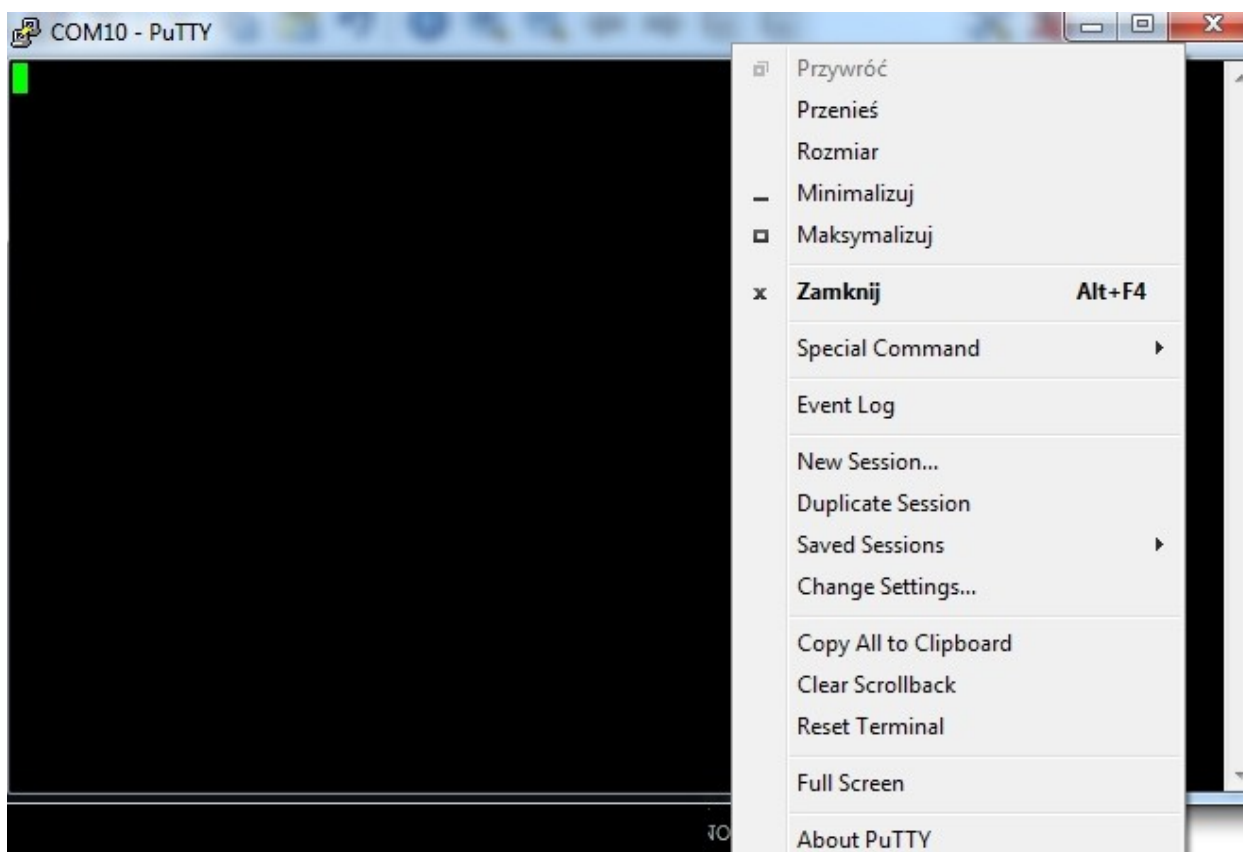 COM10 - PuTTY
Przywróć
Przenieś
Rozmiar
Minimalizuj
Maksymalizuj
Zamknij Alt+F4
Special Command
Event Log
New Session...
Duplicate Session
Saved Sessions
Change Settings...
Copy All to Clipboard
Clear Scrollback
Reset Terminal
Full Screen
About PuTTY